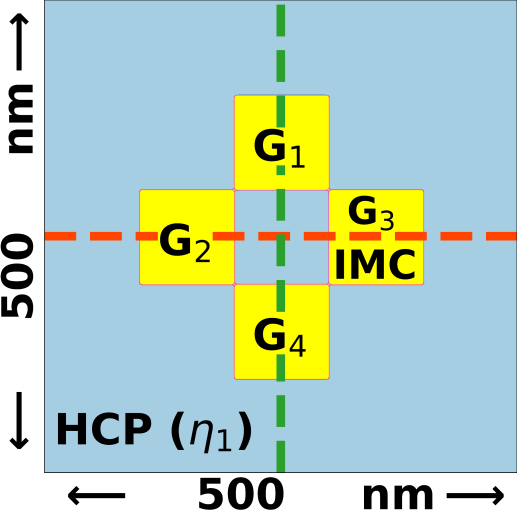 G₁
G₂
G₃
IMC
G₄
HCP (η₁)
← 500 nm →
← 500 nm →